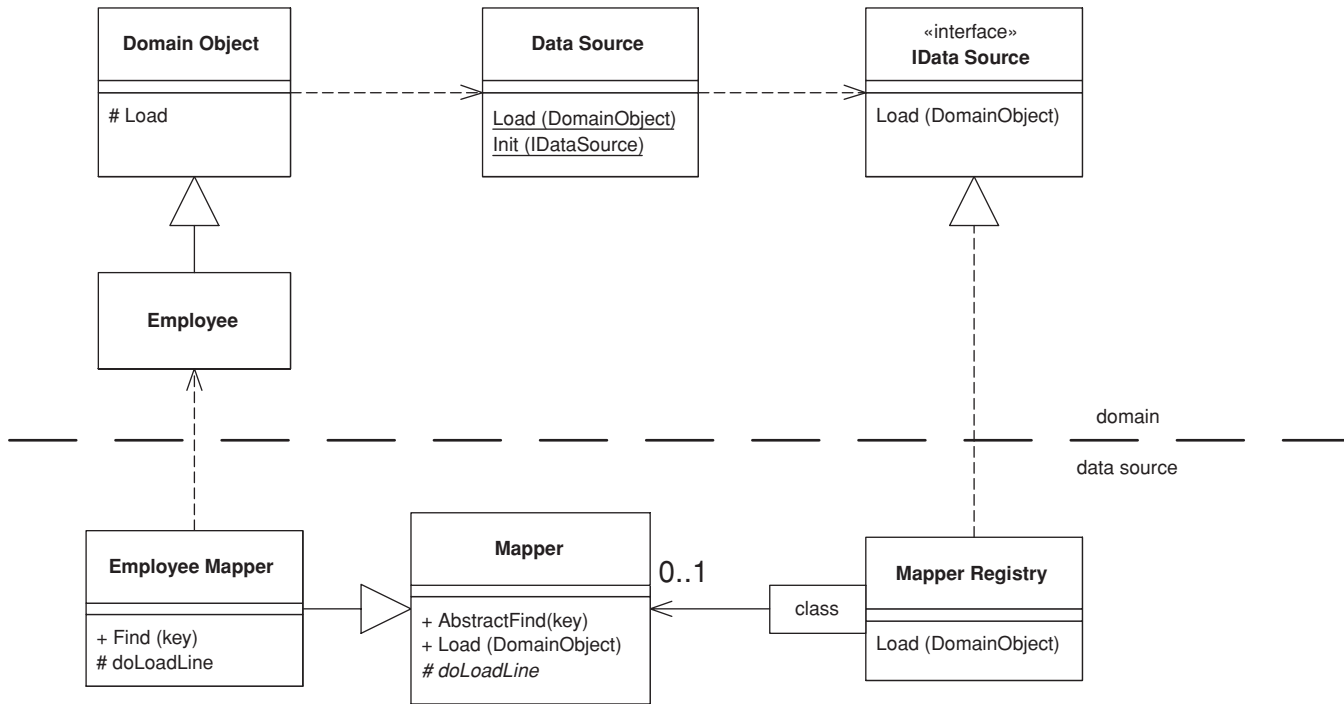 Domain Object
# Load
Data Source
Load (DomainObject)
Init (IDataSource)
«interface»
IData Source
Load (DomainObject)
Employee
domain
data source
Employee Mapper
+ Find (key)
# doLoadLine
Mapper
+ AbstractFind(key)
+ Load (DomainObject)
# doLoadLine
0..1
class
Mapper Registry
Load (DomainObject)